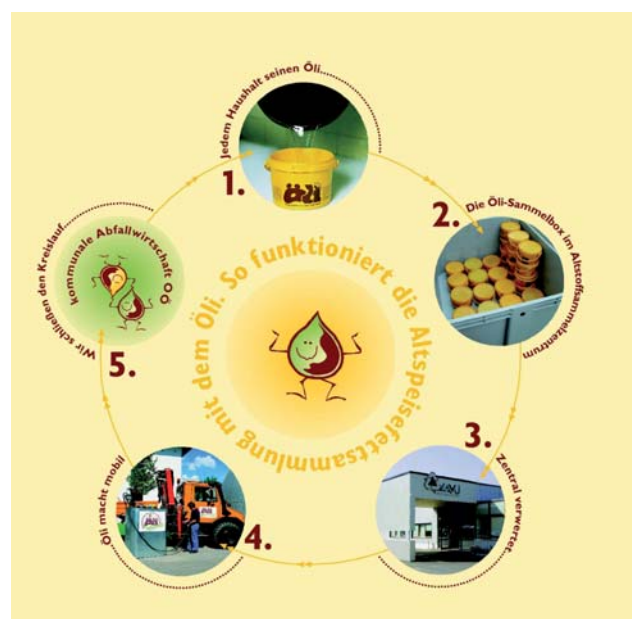 Jedem Haushalt seinen Öli...
1.
öli
2.
Die Öli-Sammelbox im Altstoffsammelzentrum
3.
Zentral verwertet...
4.
Öli macht mobil
5.
Wir schließen den Kreislauf...
kommunale Abfallwirtschaft OÖ
So funktioniert die Altspeisefettsammlung mit dem Öli.